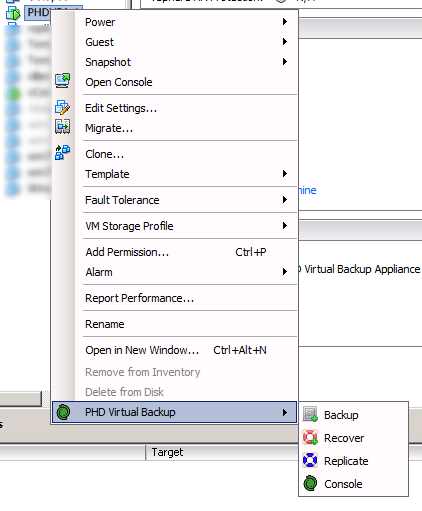 PHD
Power
Guest
Snapshot
Open Console
Edit Settings...
Migrate...
Clone...
Template
Fault Tolerance
VM Storage Profile
Add Permission... Ctrl+P
Alarm
Report Performance...
Rename
Open in New Window... Ctrl+Alt+N
Remove from Inventory
Delete from Disk
PHD Virtual Backup
Backup
Recover
Replicate
Console
Virtual Backup Appliance
Target